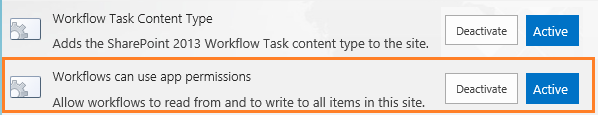 Workflow Task Content Type
Adds the SharePoint 2013 Workflow Task content type to the site.
Deactivate
Active
Workflows can use app permissions
Allow workflows to read from and to write to all items in this site.
Deactivate
Active